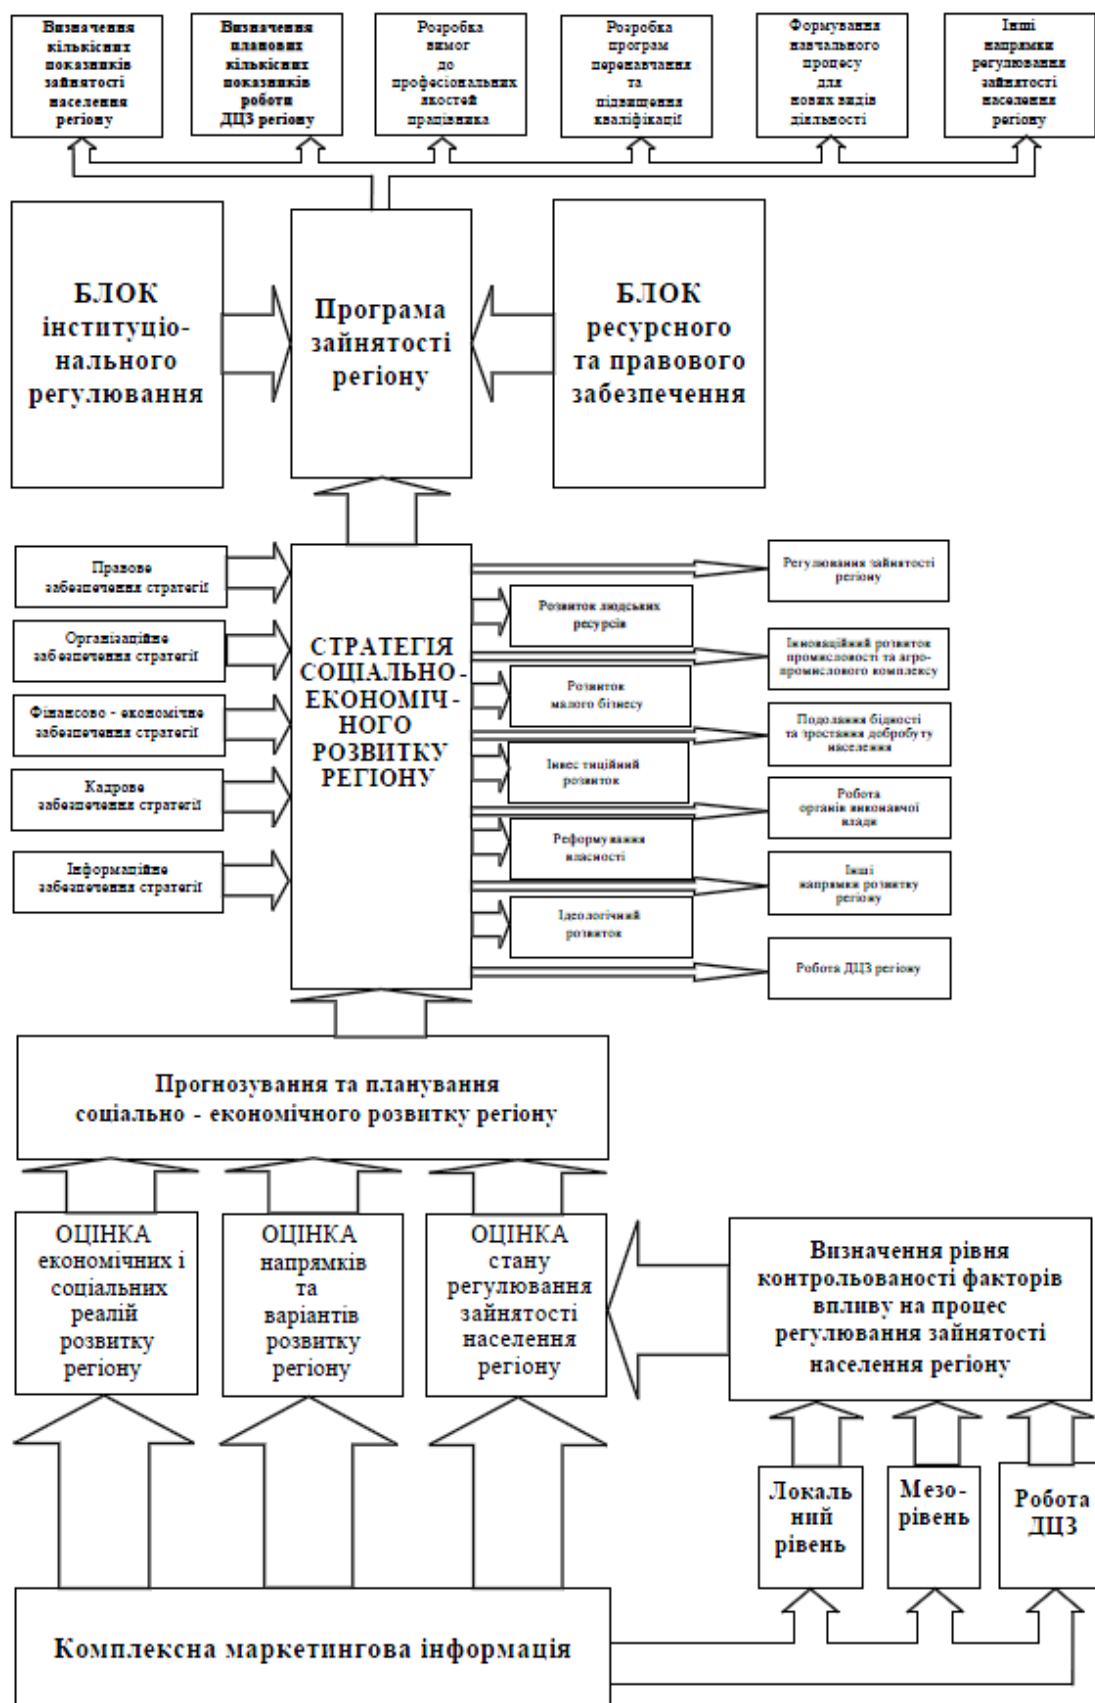 Визначення
кількісних
показників
зайнятості
населення
регіону
Визначення
планових
кількісних
показників
роботи
ДЦЗ регіону
Розробка
вимог
до
професіональних
якостей
працівника
Розробка
програм
перенавчання
та
підвищення
кваліфікації
Формування
навчального
процесу
для
нових видів
діяльності
Інші
напрямки
регулювання
зайнятості
населення
регіону
БЛОК
інституціо-
нального
регулювання
Програма
зайнятості
регіону
БЛОК
ресурсного
та правового
забезпечення
Правове
забезпечення стратегії
Організаційне
забезпечення стратегії
Фінансово - економічне
забезпечення стратегії
Кадрове
забезпечення стратегії
Інформаційне
забезпечення стратегії
СТРАТЕГІЯ
СОЦІАЛЬНО-
ЕКОНОМІЧ-
НОГО
РОЗВИТКУ
РЕГІОНУ
Розвиток людських
ресурсів
Розвиток
малого бізнесу
Інвес тиційний
розвиток
Реформування
власності
Ідеологічний
розвиток
Регулювання зайнятості
регіону
Інноваційний розвиток
промисловості та агро-
промислового комплексу
Подолання бідності
та зростання добробуту
населення
Робота
органів виконавчої
влади
Інші
напрямки розвитку
регіону
Робота ДЦЗ регіону
Прогнозування та планування
соціально - економічного розвитку регіону
ОЦІНКА
економічних і
соціальних
реалій
розвитку
регіону
ОЦІНКА
напрямків
та
варіантів
розвитку
регіону
ОЦІНКА
стану
регулювання
зайнятості
населення
регіону
Визначення рівня
контрольованості факторів
впливу на процес
регулювання зайнятості
населення регіону
Локаль
ний
рівень
Мезо-
рівень
Робота
ДЦЗ
Комплексна маркетингова інформація